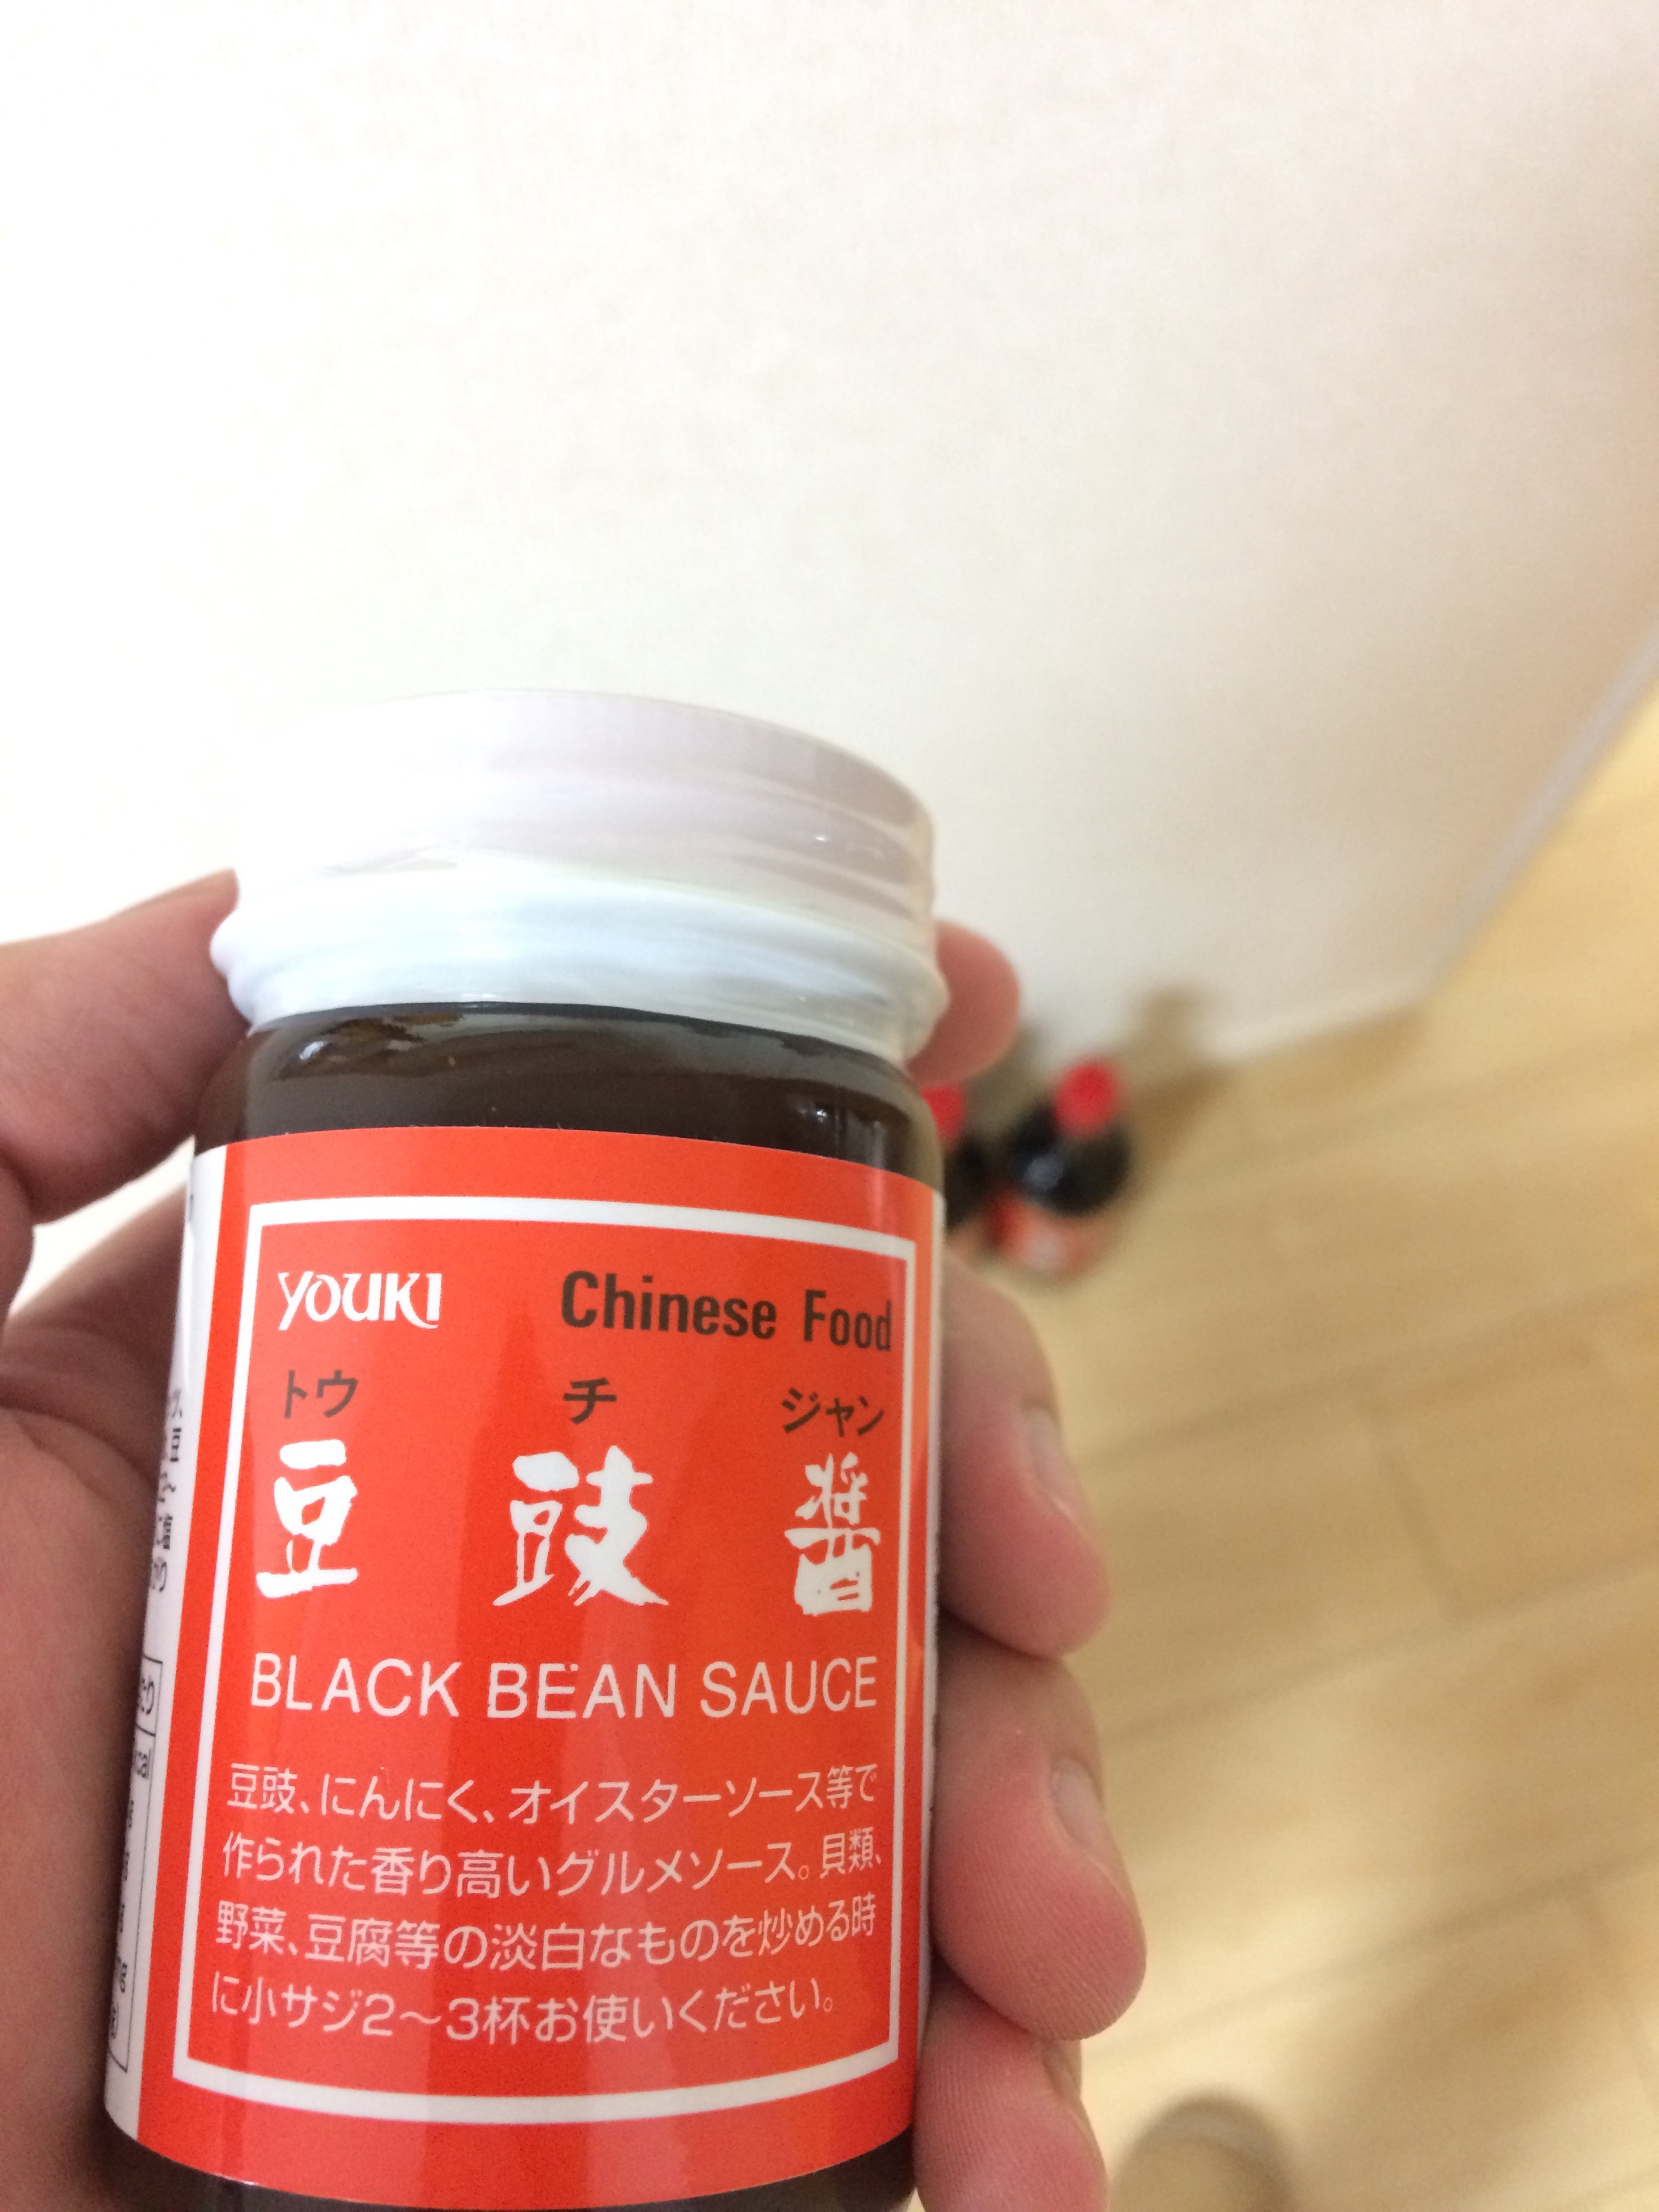 YOUKI Chinese Food
トウ チ ジャン
豆 豉 醤
BLACK BEAN SAUCE
豆豉、にんにく、オイスターソース等で
作られた香り高いグルメソース。貝類、
野菜、豆腐等の淡白なものを炒める時
に小サジ2〜3杯お使いください。